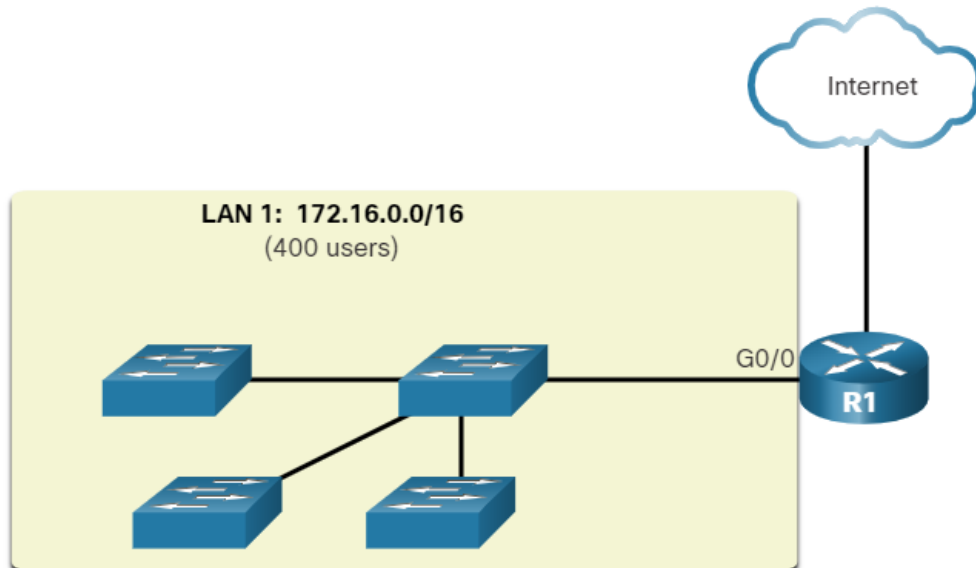 Internet
LAN 1: 172.16.0.0/16
(400 users)
G0/0
R1